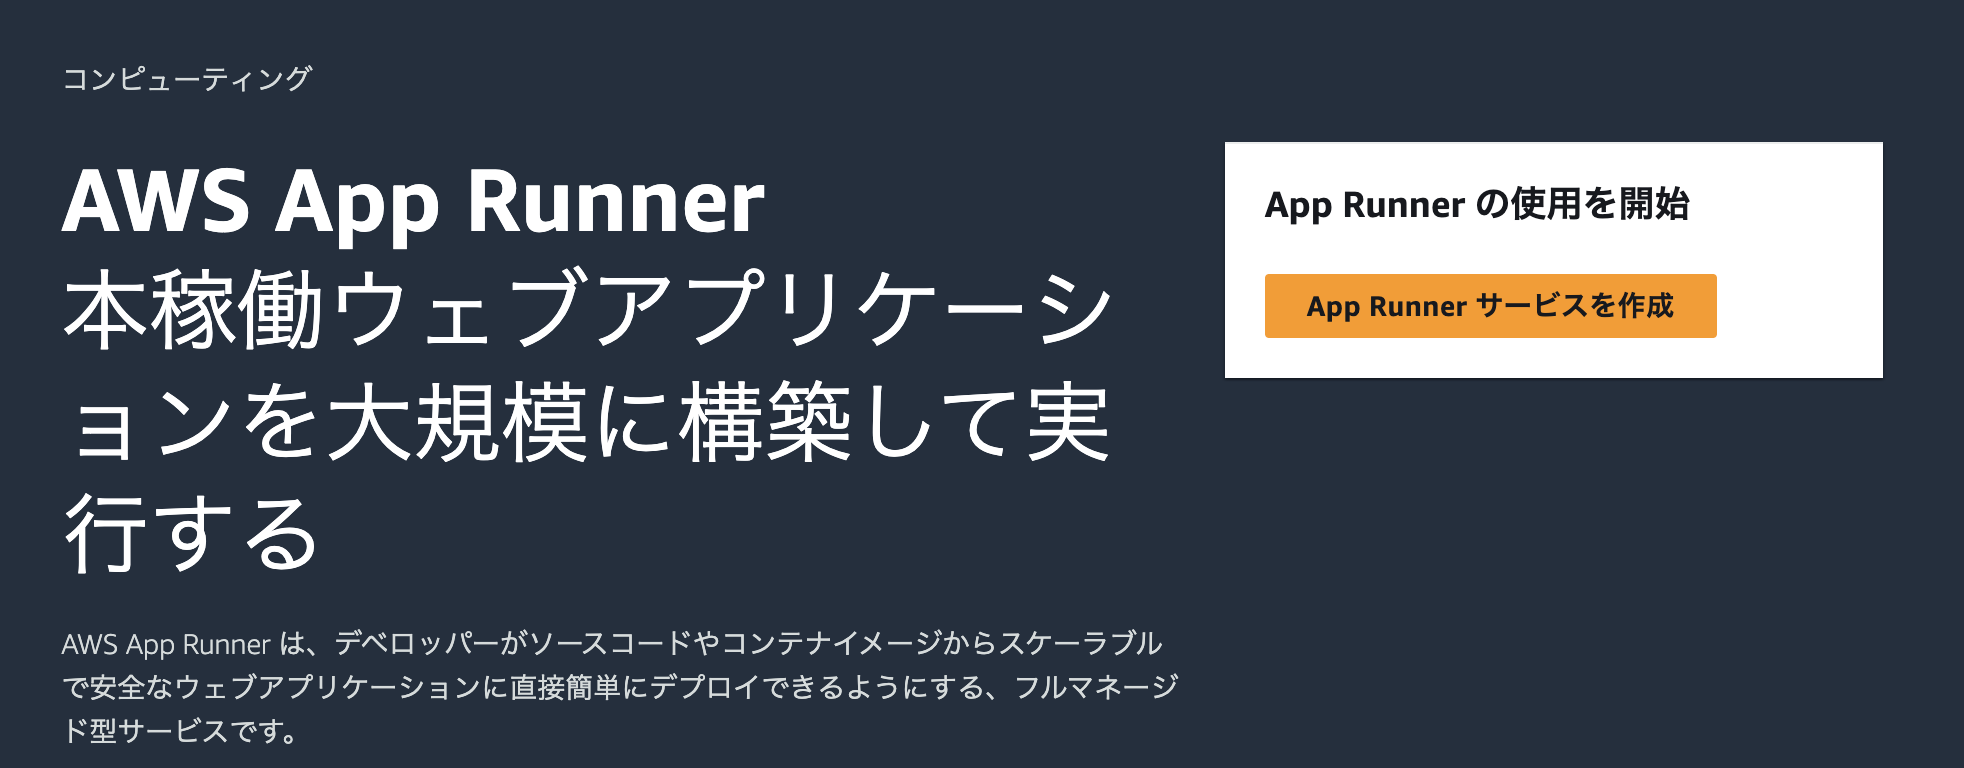 コンピューティング
AWS App Runner
本稼働ウェブアプリケーシ
ョンを大規模に構築して実
行する
AWS App Runner は、デベロッパーがソースコードやコンテナイメージからスケーラブル
で安全なウェブアプリケーションに直接簡単にデプロイできるようにする、フルマネージ
ド型サービスです。
App Runner の使用を開始
App Runner サービスを作成